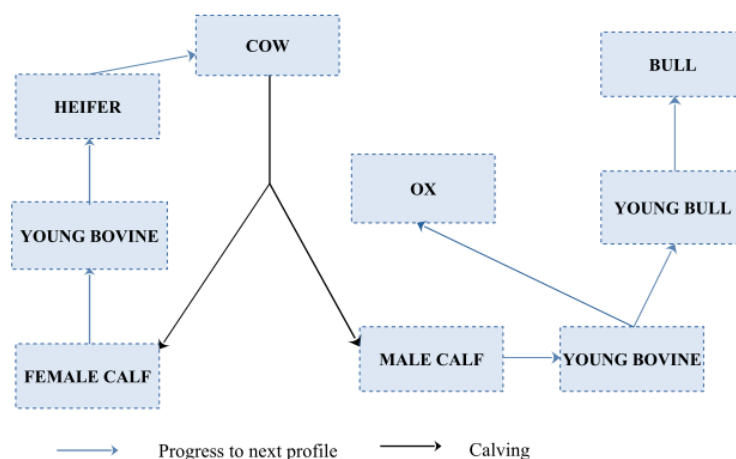 COW
BULL
HEIFER
OX
YOUNG BULL
YOUNG BOVINE
FEMALE CALF
MALE CALF
YOUNG BOVINE
Progress to next profile
Calving